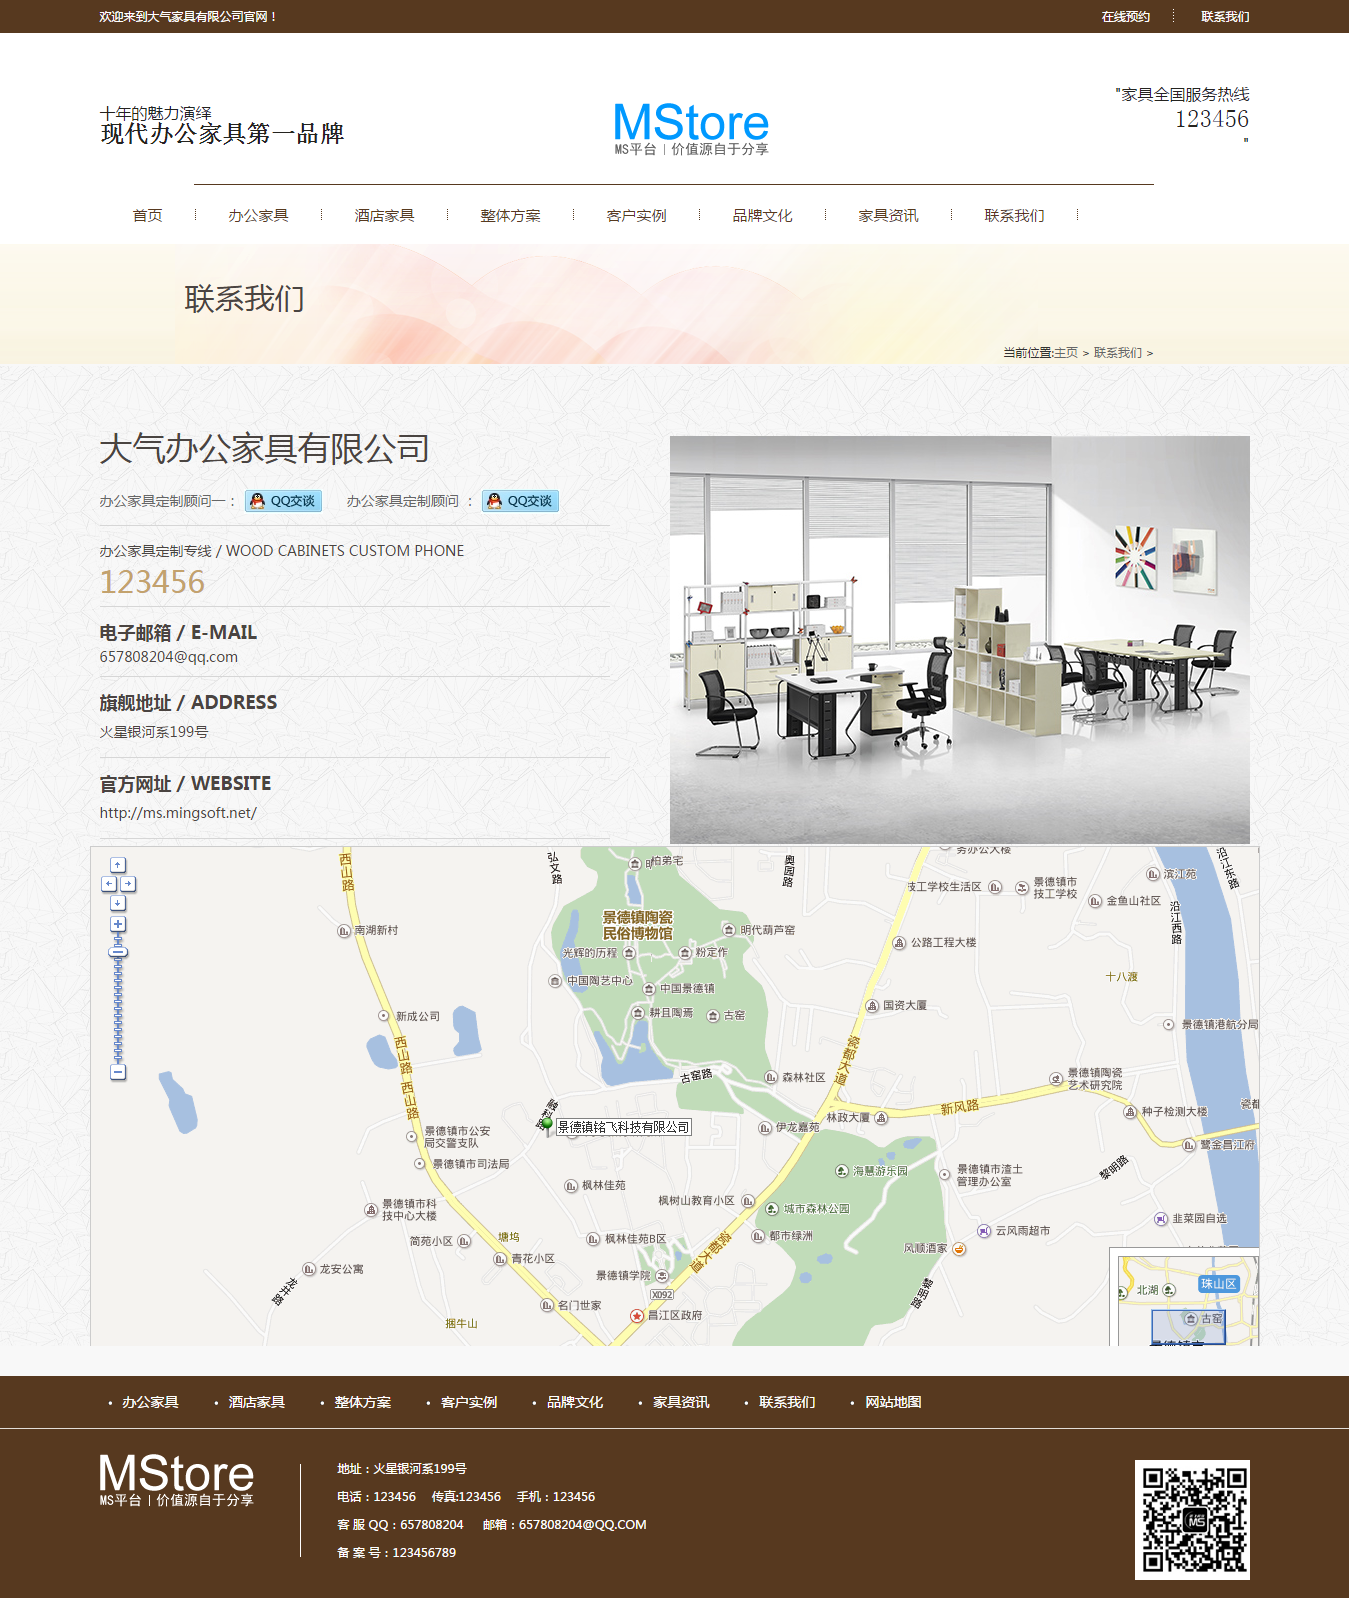 欢迎来到大气家具有限公司官网！
在线预约
联系我们
十年的魅力演绎
现代办公家具第一品牌
MStore
MS平台 | 价值源自于分享
"家具全国服务热线
123456
"
首页
办公家具
酒店家具
整体方案
客户实例
品牌文化
家具资讯
联系我们
联系我们
当前位置:主页 > 联系我们 >
大气办公家具有限公司
办公家具定制顾问一： QQ交谈 办公家具定制顾问 ： QQ交谈
办公家具定制专线 / WOOD CABINETS CUSTOM PHONE
123456
电子邮箱 / E-MAIL
657808204@qq.com
旗舰地址 / ADDRESS
火星银河系199号
官方网址 / WEBSITE
http://ms.mingsoft.net/
西山路
弘文路
柏弟宅
奥园路
务办公大楼
沿江东路
技工学校生活区
景德镇市
技工学校
滨江苑
金鱼山社区
沿江西路
南湖新村
景德镇陶瓷
民俗博物馆
明代葫芦窑
光辉的历程
粉定作
公路工程大楼
中国陶艺中心
中国景德镇
十八渡
新成公司
耕且陶焉
古窑
国资大厦
景德镇港航分局
西山路
瓷都大道
西山路
古窑路
森林社区
景德镇陶瓷
艺术研究院
新风路
林政大厦
种子检测大楼
瓷都
景德镇铭飞科技有限公司
伊龙嘉苑
景德镇市公安
局交警支队
鹭金昌江府
景德镇市司法局
海慧游乐园
景德镇市渣土
管理办公室
黎明路
枫林佳苑
枫树山教育小区
城市森林公园
景德镇市科
技中心大楼
韭菜园自选
云风雨超市
简苑小区
塘坞
枫林佳苑B区
都市绿洲
瓷都大道
风顺酒家
青花小区
龙安公寓
景德镇学院
龙井路
黎明路
X092
名门世家
昌江区政府
捆牛山
珠山区
北湖
古窑
办公家具
酒店家具
整体方案
客户实例
品牌文化
家具资讯
联系我们
网站地图
MStore
MS平台 | 价值源自于分享
地址：火星银河系199号
电话：123456 传真:123456 手机：123456
客 服 QQ：657808204 邮箱：657808204@QQ.COM
备 案 号：123456789
MS